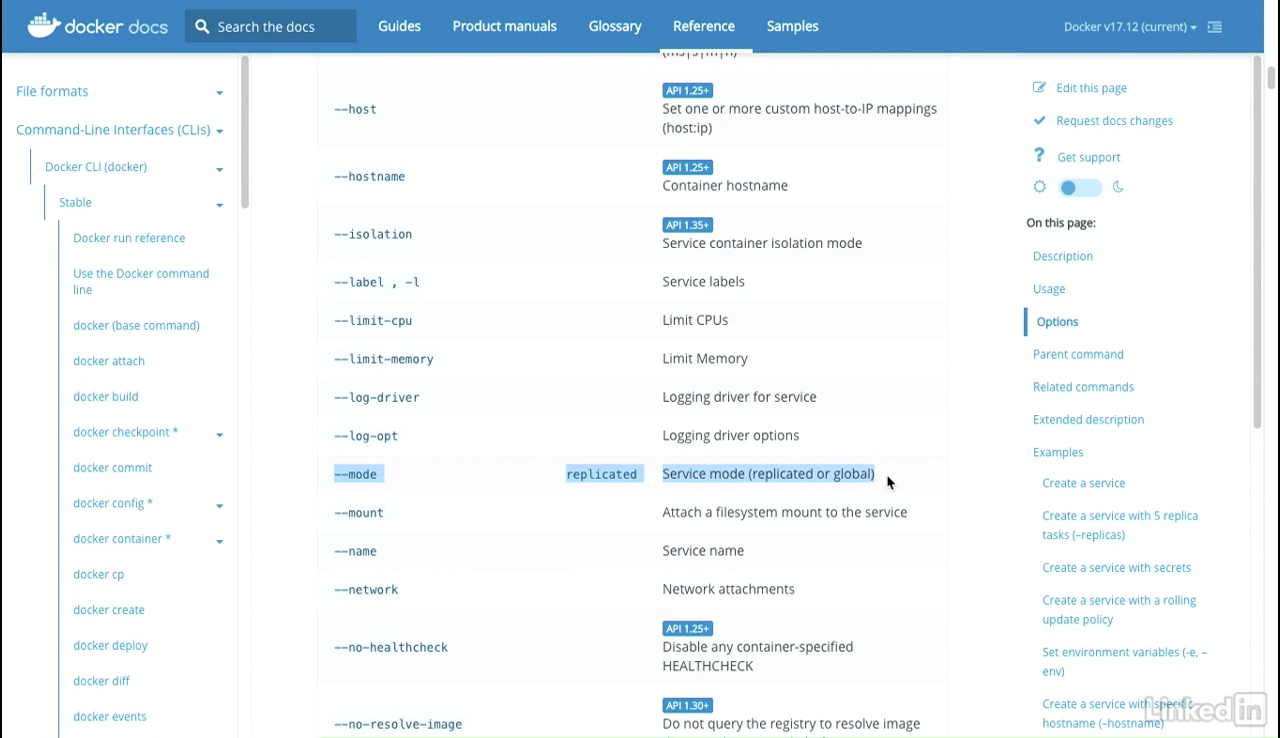 docker docs
Search the docs
Guides
Product manuals
Glossary
Reference
Samples
Docker v17.12 (current)
File formats
Command-Line Interfaces (CLIs)
Docker CLI (docker)
Stable
Docker run reference
Use the Docker command
line
docker (base command)
docker attach
docker build
docker checkpoint *
docker commit
docker config *
docker container *
docker cp
docker create
docker deploy
docker diff
docker events
(ms|s|m|h)
--host
API 1.25+
Set one or more custom host-to-IP mappings
(host:ip)
--hostname
API 1.25+
Container hostname
--isolation
API 1.35+
Service container isolation mode
--label , -l
Service labels
--limit-cpu
Limit CPUs
--limit-memory
Limit Memory
--log-driver
Logging driver for service
--log-opt
Logging driver options
--mode replicated Service mode (replicated or global)
--mount
Attach a filesystem mount to the service
--name
Service name
--network
Network attachments
--no-healthcheck
API 1.25+
Disable any container-specified
HEALTHCHECK
--no-resolve-image
API 1.30+
Do not query the registry to resolve image
Edit this page
Request docs changes
Get support
On this page:
Description
Usage
Options
Parent command
Related commands
Extended description
Examples
Create a service
Create a service with 5 replica
tasks (–replicas)
Create a service with secrets
Create a service with a rolling
update policy
Set environment variables (-e, –
env)
Create a service with specific
hostname (–hostname)
LinkedIn